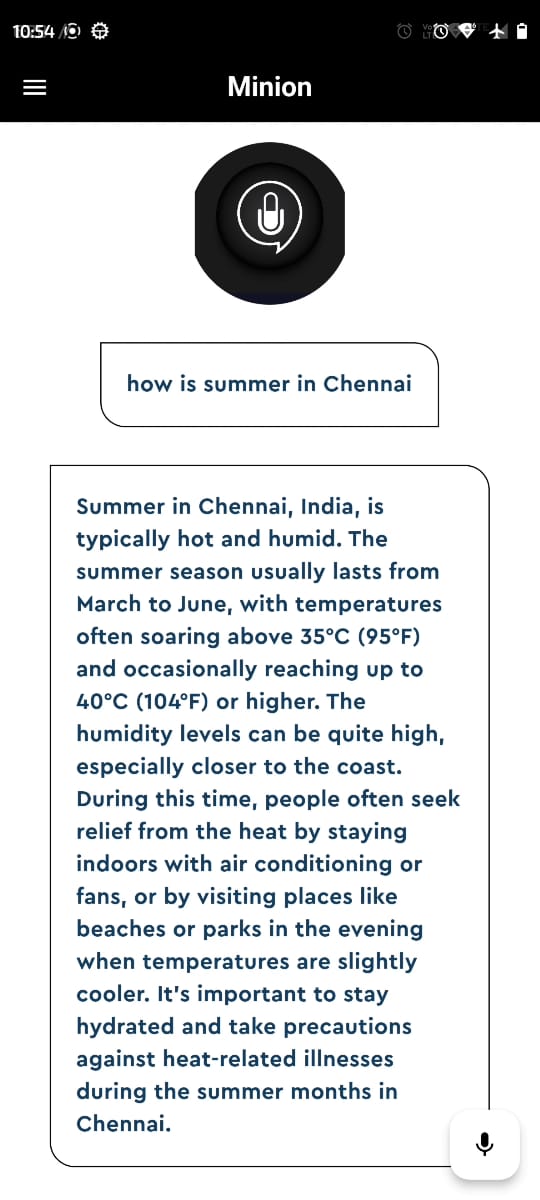 10:54
Minion
how is summer in Chennai
Summer in Chennai, India, is
typically hot and humid. The
summer season usually lasts from
March to June, with temperatures
often soaring above 35°C (95°F)
and occasionally reaching up to
40°C (104°F) or higher. The
humidity levels can be quite high,
especially closer to the coast.
During this time, people often seek
relief from the heat by staying
indoors with air conditioning or
fans, or by visiting places like
beaches or parks in the evening
when temperatures are slightly
cooler. It's important to stay
hydrated and take precautions
against heat-related illnesses
during the summer months in
Chennai.